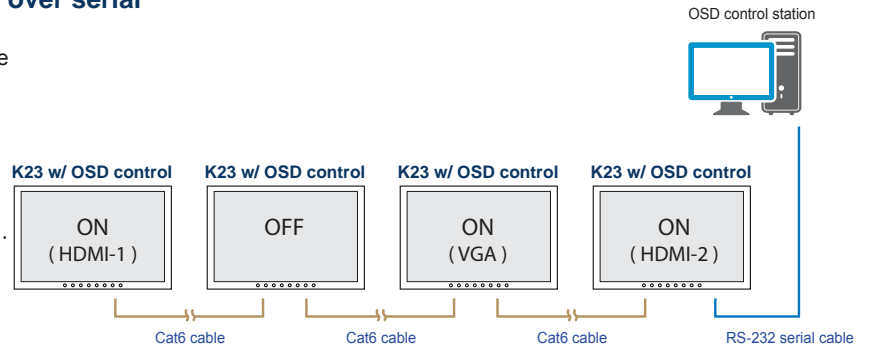 over serial
OSD control station
e
K23 w/ OSD control K23 w/ OSD control K23 w/ OSD control K23 w/ OSD control
ON OFF ON ON
. ( HDMI-1 ) ( VGA ) ( HDMI-2 )
Cat6 cable Cat6 cable Cat6 cable RS-232 serial cable